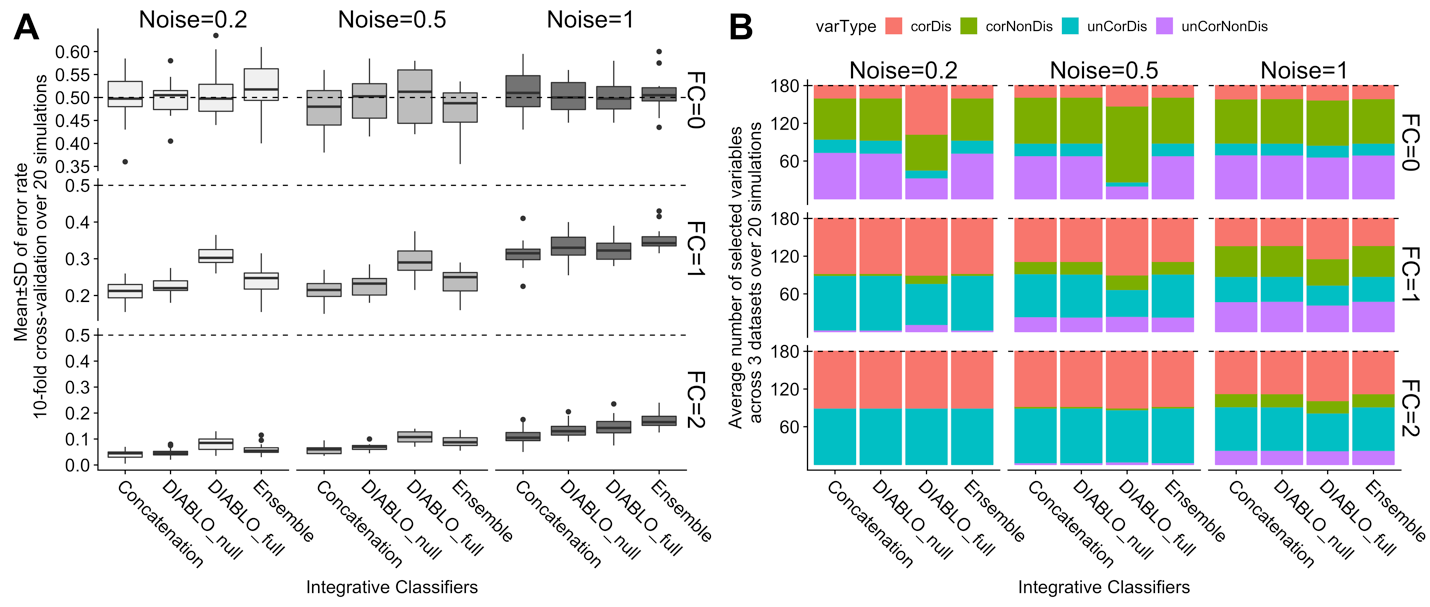 A
Noise=0.2
Noise=0.5
Noise=1
Mean±SD of error rate
10-fold cross-validation over 20 simulations
0.60
0.55
0.50
0.45
0.40
0.35
FC=0
0.5
0.4
0.3
0.2
FC=1
0.5
0.4
0.3
0.2
0.1
0.0
FC=2
Concatenation
DIABLO_null
DIABLO_full
Ensemble
Concatenation
DIABLO_null
DIABLO_full
Ensemble
Concatenation
DIABLO_null
DIABLO_full
Ensemble
Integrative Classifiers
B
varType corDis corNonDis unCorDis unCorNonDis
Noise=0.2
Noise=0.5
Noise=1
Average number of selected variables
across 3 datasets over 20 simulations
180
120
60
FC=0
180
120
60
FC=1
180
120
60
FC=2
Concatenation
DIABLO_null
DIABLO_full
Ensemble
Concatenation
DIABLO_null
DIABLO_full
Ensemble
Concatenation
DIABLO_null
DIABLO_full
Ensemble
Integrative Classifiers